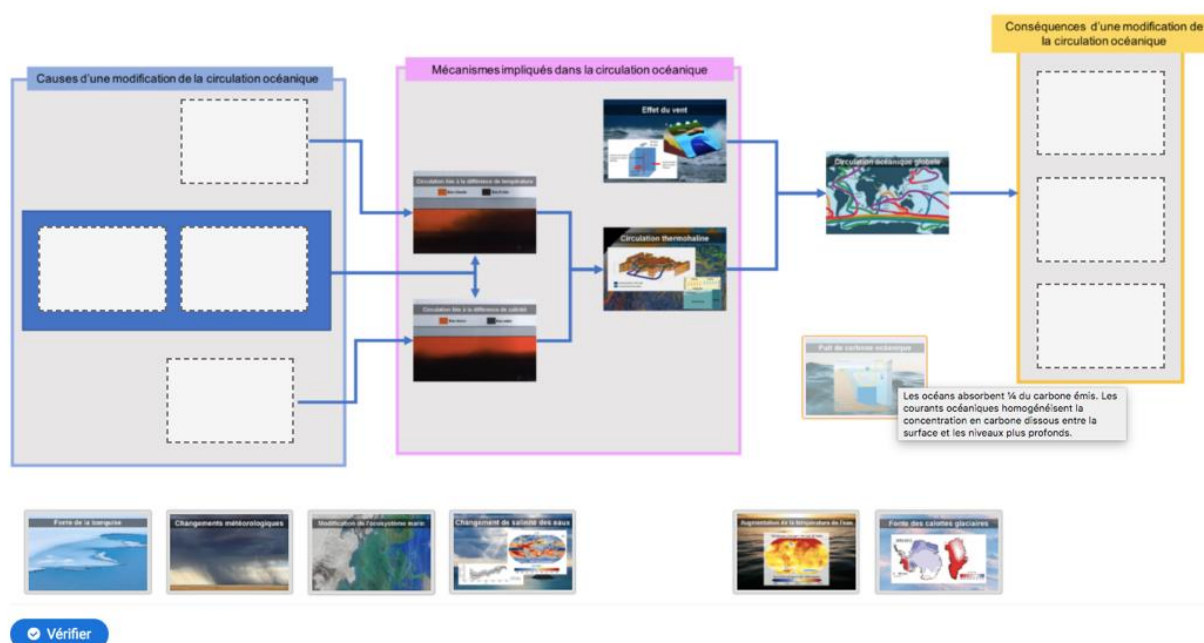 Conséquences d'une modification de
la circulation océanique
Causes d'une modification de la circulation océanique
Mécanismes impliqués dans la circulation océanique
Effet du vent
Circulation océanique globale
Circulation liée à la différence de température
Circulation thermohaline
Circulation liée à la différence de salinité
Puit de carbone océanique
Les océans absorbent ¼ du carbone émis. Les
courants océaniques homogénéisent la
concentration en carbone dissous entre la
surface et les niveaux plus profonds.
Fonte de la banquise
Changements météorologiques
Modification de l'écosystème marin
Changement de salinité des eaux
Augmentation de la température de l'eau
Fonte des calottes glaciaires
Vérifier